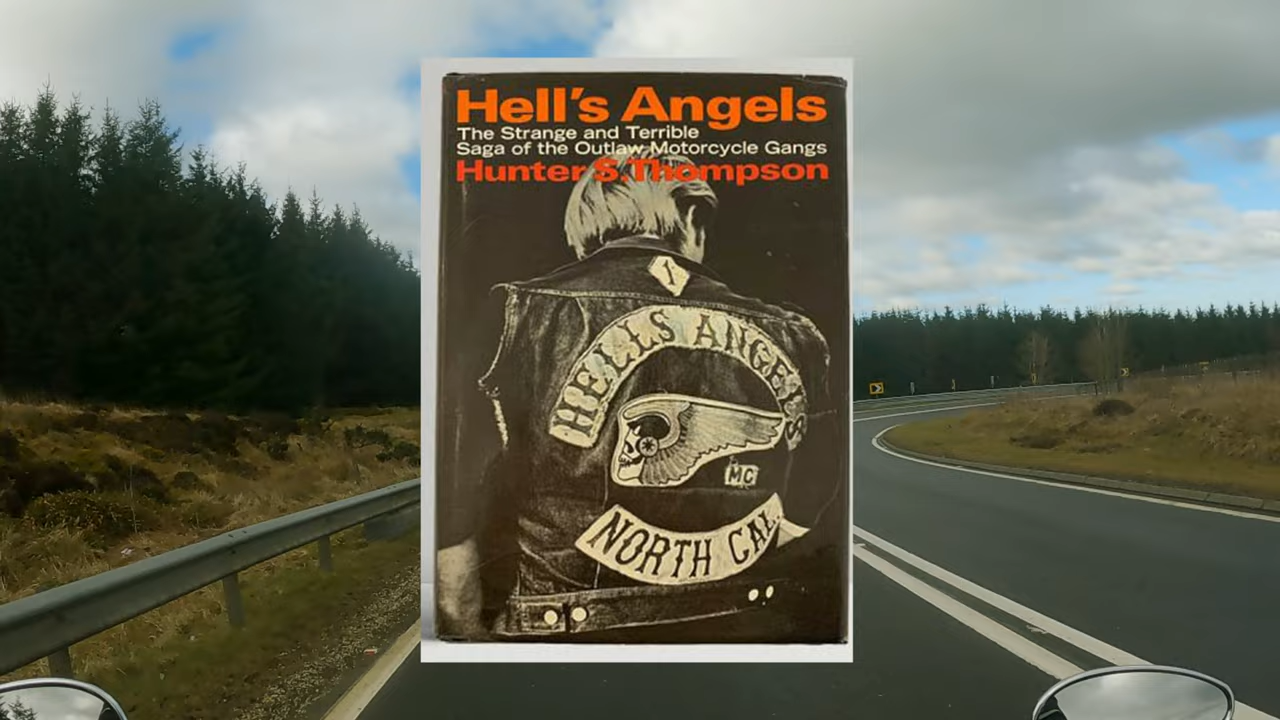 Hell's Angels
The Strange and Terrible
Saga of the Outlaw Motorcycle Gangs
Hunter S. Thompson
1
HELLS ANGELS
MC
NORTH CAL